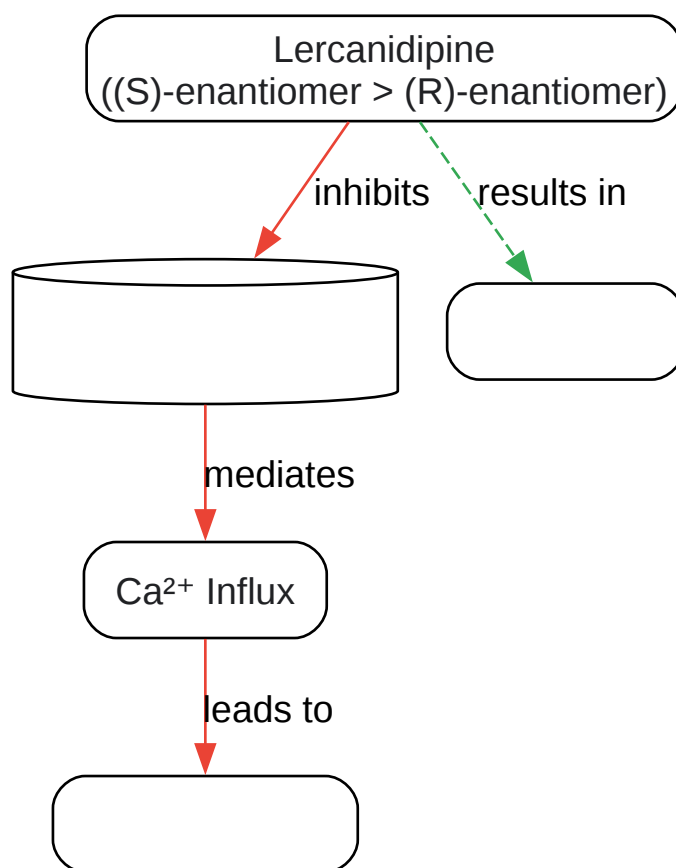 Lercanidipine
((S)-enantiomer > (R)-enantiomer)
inhibits
results in
mediates
Ca²⁺ Influx
leads to